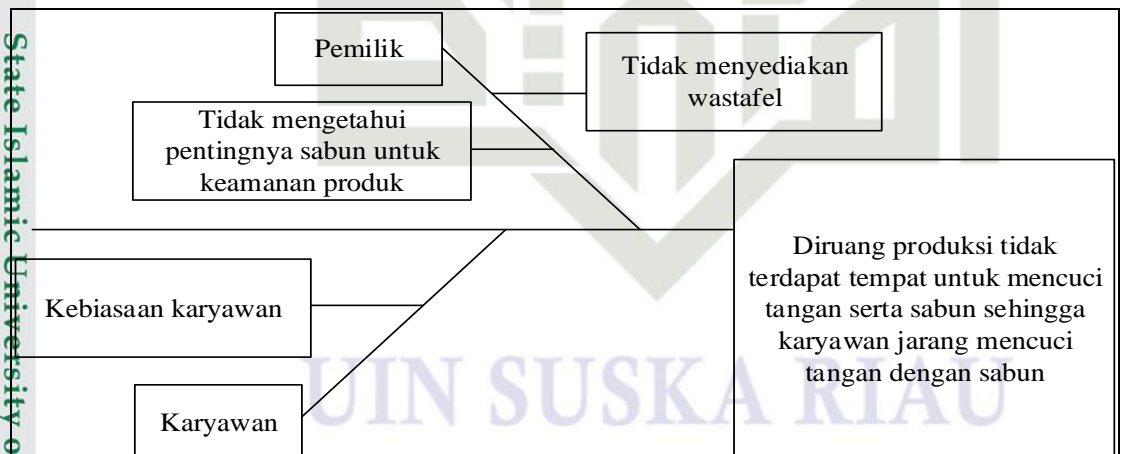 Pemilik
Tidak menyediakan
wastafel
Tidak mengetahui
pentingnya sabun untuk
keamanan produk
Diruang produksi tidak
terdapat tempat untuk mencuci
tangan serta sabun sehingga
karyawan jarang mencuci
tangan dengan sabun
Kebiasaan karyawan
Karyawan
UIN SUSKA RIAU
State Islamic University o